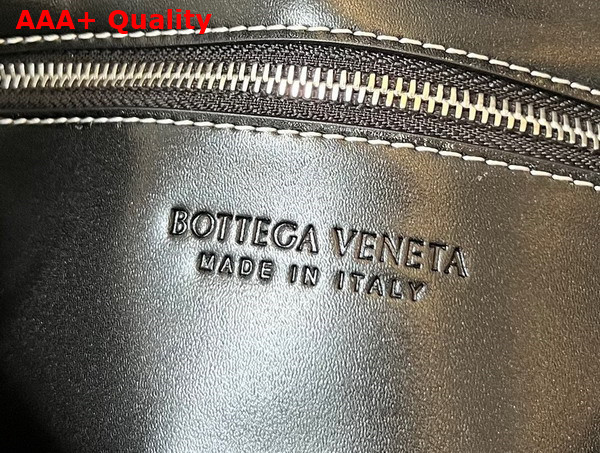 AAA+ Quality
BOTTEGA VENETA
MADE IN ITALY